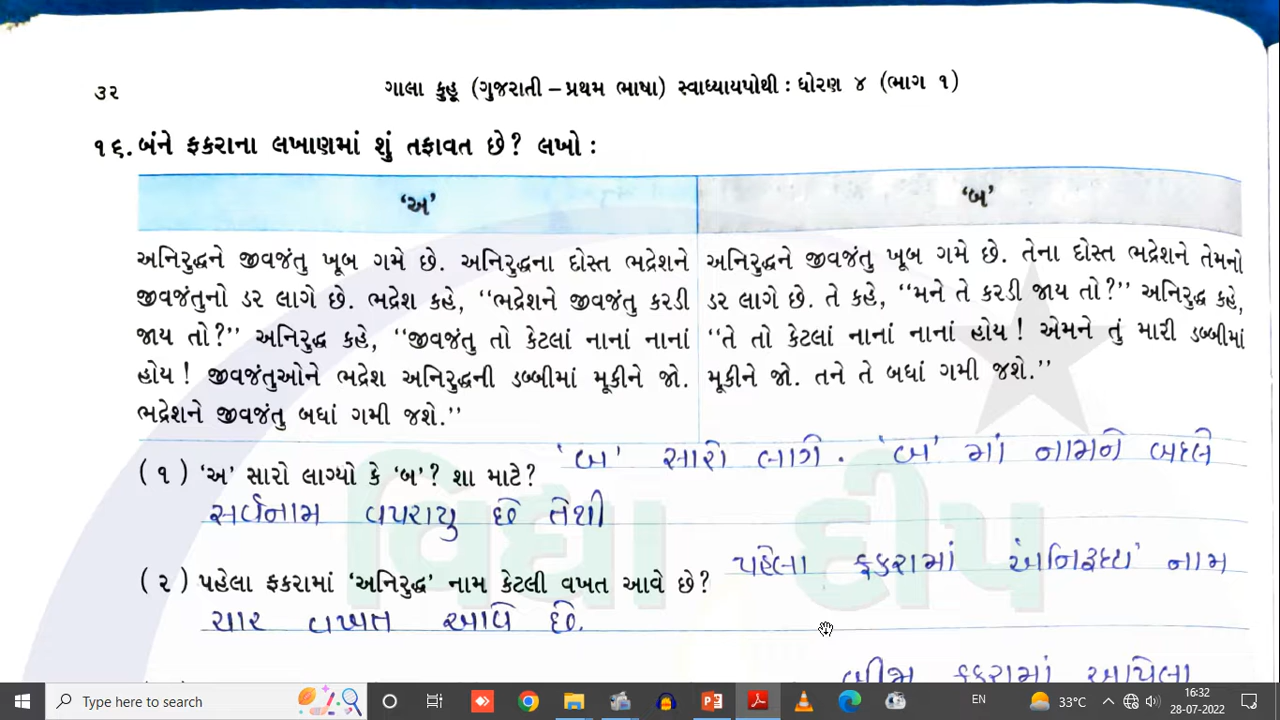 ૩૨ ગાલા કુહૂ (ગુજરાતી – પ્રથમ ભાષા) સ્વાધ્યાયપોથી : ધોરણ ૪ (ભાગ ૧)
૧૬. બંને ફકરાના લખાણમાં શું તફાવત છે? લખો :
‘અ’
અનિરુદ્ધને જીવજંતુ ખૂબ ગમે છે. અનિરુદ્ધના દોસ્ત ભદ્રેશને
જીવજંતુનો ડર લાગે છે. ભદ્રેશ કહે, ‘‘ભદ્રેશને જીવજંતુ કરડી
જાય તો?’’ અનિરુદ્ધ કહે, ‘‘જીવજંતુ તો કેટલાં નાનાં નાનાં
હોય! જીવજંતુઓને ભદ્રેશ અનિરુદ્ધની ડબ્બીમાં મૂકીને જો.
ભદ્રેશને જીવજંતુ બધાં ગમી જશે.’’
‘બ’
અનિરુદ્ધને જીવજંતુ ખૂબ ગમે છે. તેના દોસ્ત ભદ્રેશને તેમનો
ડર લાગે છે. તે કહે, ‘‘મને તે કરડી જાય તો?’’ અનિરુદ્ધ કહે,
‘‘તે તો કેટલાં નાનાં નાનાં હોય! એમને તું મારી ડબ્બીમાં
મૂકીને જો. તને તે બધાં ગમી જશે.’’
(૧) ‘અ’ સારો લાગ્યો કે ‘બ’? શા માટે? ‘બ’ સારો લાગે. ‘બ’ માં નામને બદલે
સર્વનામ વપરાયુ છે તેથી
(૨) પહેલા ફકરામાં ‘અનિરુદ્ધ’ નામ કેટલી વખત આવે છે? પહેલા ફકરામાં નામ
ચાર વખત આવે છે.
બીજા ફકરામાં આપેલા
વિદ્યા દીપ
Type here to search
EN
33°C
16:32
28-07-2022